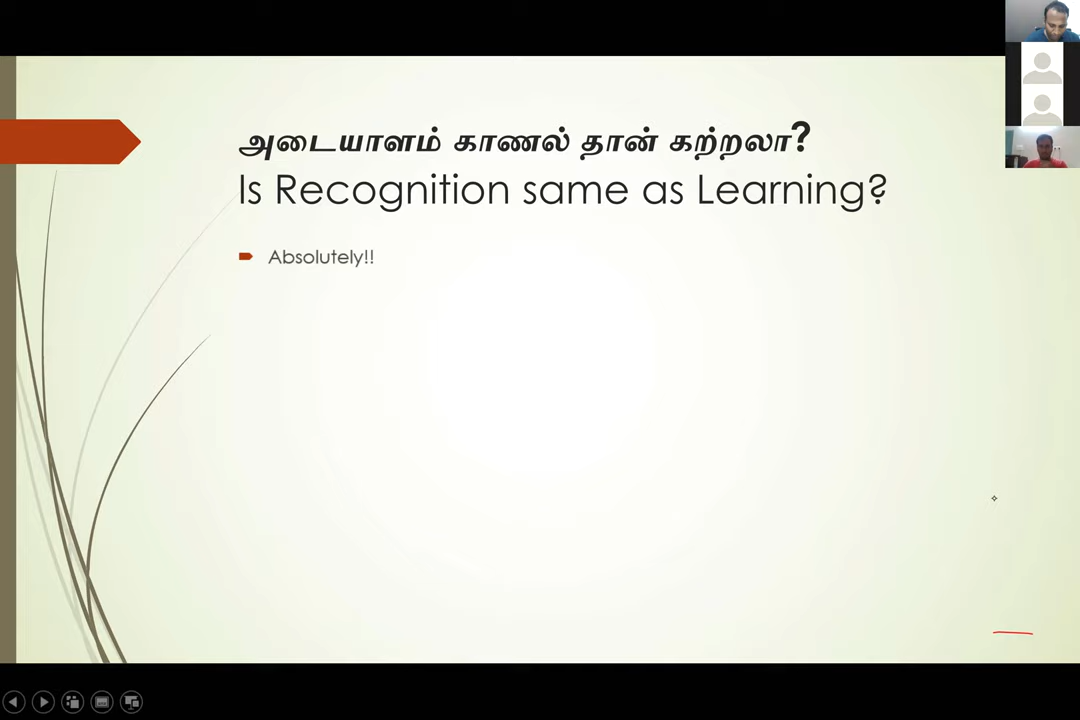 அடையாளம் காணல் தான் கற்றலா?
Is Recognition same as Learning?
Absolutely!!